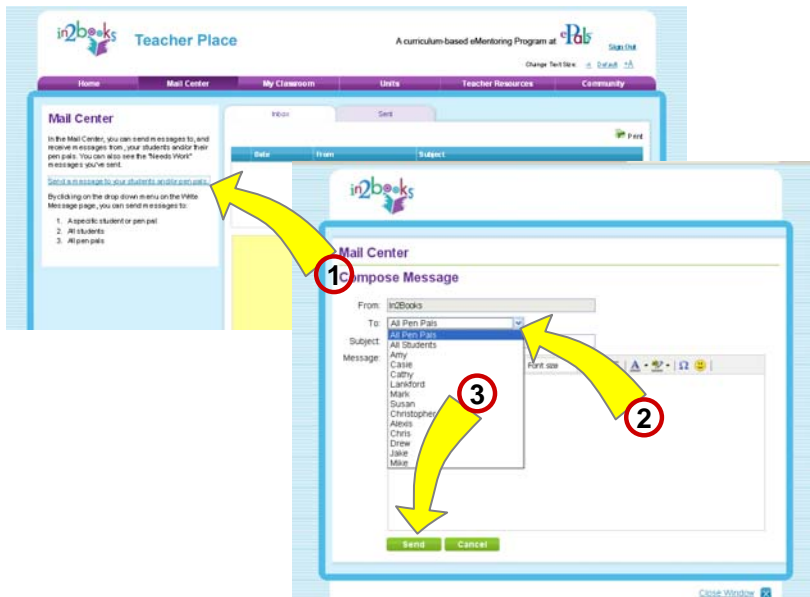 in2books
Teacher Place
A curriculum-based eMentoring Program at ePals
Sign Out
Change Text Size: -A Default +A
Home Mail Center My Classroom Units Teacher Resources Community
Mail Center
In the Mail Center, you can send messages to, and
receive messages from, your students and/or their
pen pals. You can also see the "Needs Work"
messages you've sent.
Send a message to your students and/or pen pals.
By clicking on the drop down menu on the Write
Message page, you can send messages to:
1. A specific student or pen pal
2. All students
3. All pen pals
Inbox Sent
Print
Date From Subject
1
in2books
Mail Center
Compose Message
From: In2Books
To: All Pen Pals
Subject:
Message:
All Pen Pals
All Students
Amy
Casie
Cathy
Lankford
Mark
Susan
Christopher
Alexis
Chris
Drew
Jake
Mike
Font size
A
Ω
2
3
Send Cancel
Close Window X